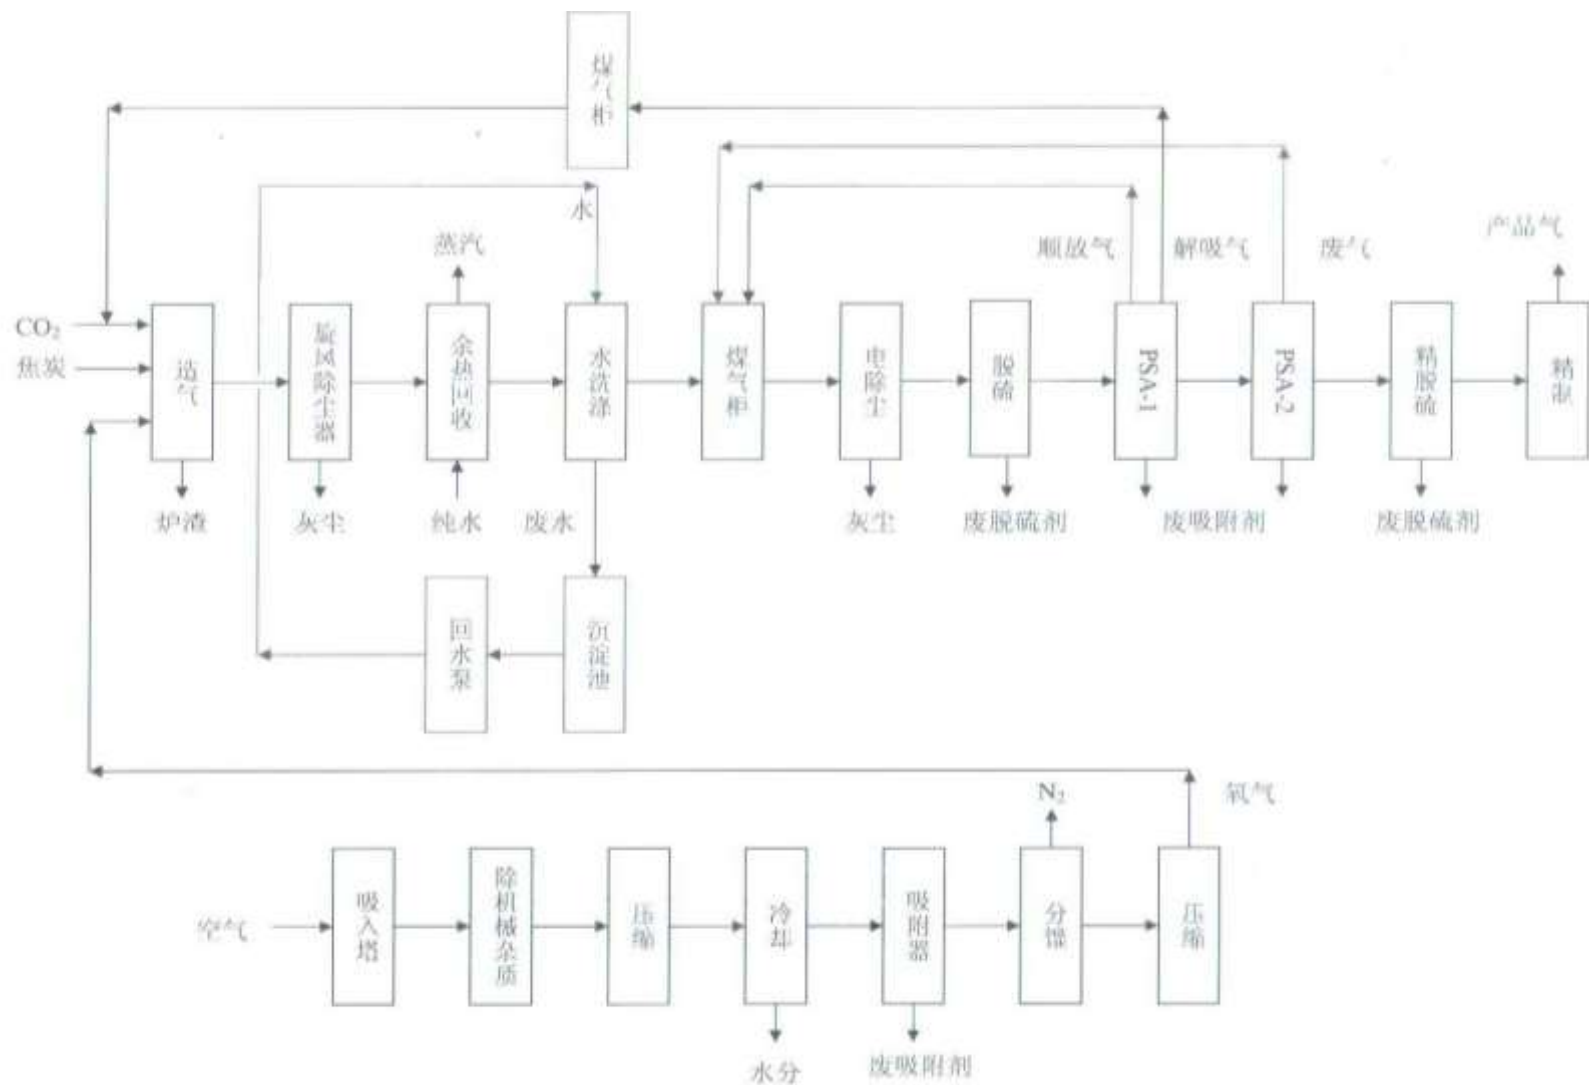 煤气柜
水
蒸汽
顺放气
解吸气
废气
产品气
CO₂
焦炭
造气
旋风除尘器
余热回收
水洗涤
煤气柜
电除尘
脱硫
PSA-1
PSA-2
精脱硫
精制
炉渣
灰尘
纯水
废水
灰尘
废脱硫剂
废吸附剂
废脱硫剂
回水泵
沉淀池
N₂
氧气
空气
吸入塔
除机械杂质
压缩
冷却
吸附器
分馏
压缩
水分
废吸附剂